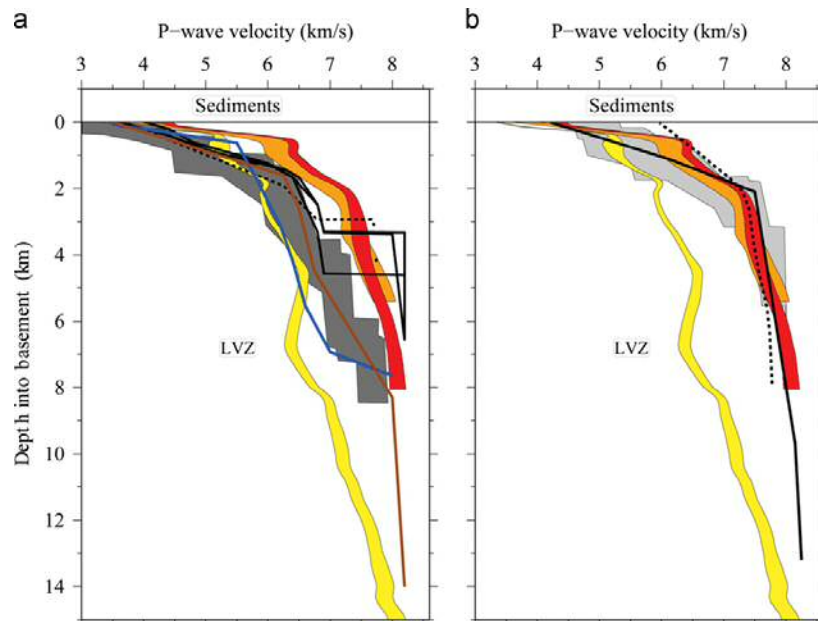 a
P-wave velocity (km/s)
3 4 5 6 7 8
Sediments
0
2
4
6
8
10
12
14
Dept h into basement (km)
LVZ
b
P-wave velocity (km/s)
3 4 5 6 7 8
Sediments
LVZ